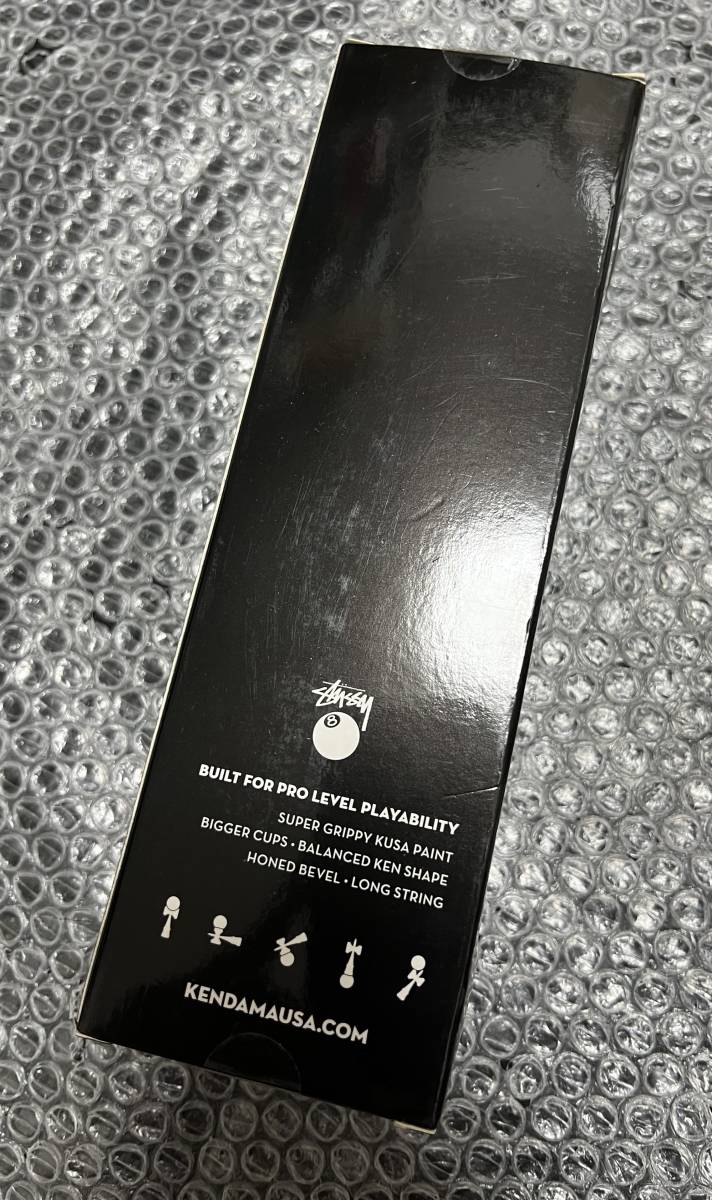 STÜSSY
8
BUILT FOR PRO LEVEL PLAYABILITY
SUPER GRIPPY KUSA PAINT
BIGGER CUPS • BALANCED KEN SHAPE
HONED BEVEL • LONG STRING
KENDAMAUSA.COM